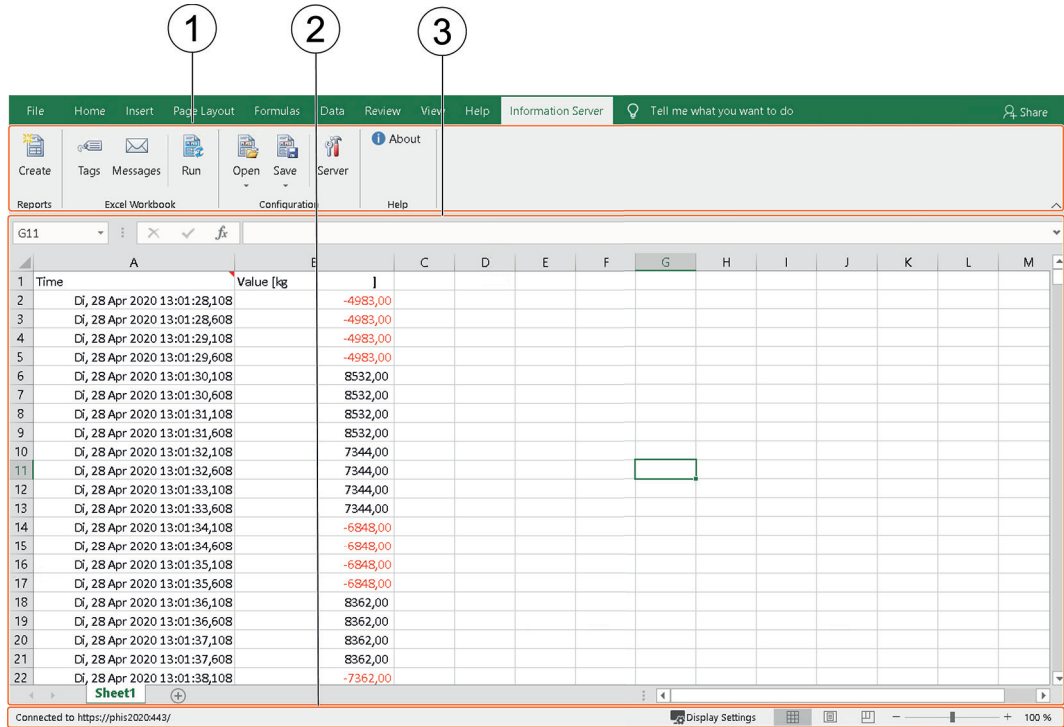 1 2 3
File Home Insert Page Layout Formulas Data Review View Help Information Server Tell me what you want to do Share
Create Tags Messages Run Open Save Server About
Reports Excel Workbook Configuration Help
G11 fx
A B C D E F G H I J K L M
1 Time Value [kg ]
2 Di, 28 Apr 2020 13:01:28,108 -4983,00
3 Di, 28 Apr 2020 13:01:28,608 -4983,00
4 Di, 28 Apr 2020 13:01:29,108 -4983,00
5 Di, 28 Apr 2020 13:01:29,608 -4983,00
6 Di, 28 Apr 2020 13:01:30,108 8532,00
7 Di, 28 Apr 2020 13:01:30,608 8532,00
8 Di, 28 Apr 2020 13:01:31,108 8532,00
9 Di, 28 Apr 2020 13:01:31,608 8532,00
10 Di, 28 Apr 2020 13:01:32,108 7344,00
11 Di, 28 Apr 2020 13:01:32,608 7344,00
12 Di, 28 Apr 2020 13:01:33,108 7344,00
13 Di, 28 Apr 2020 13:01:33,608 7344,00
14 Di, 28 Apr 2020 13:01:34,108 -6848,00
15 Di, 28 Apr 2020 13:01:34,608 -6848,00
16 Di, 28 Apr 2020 13:01:35,108 -6848,00
17 Di, 28 Apr 2020 13:01:35,608 -6848,00
18 Di, 28 Apr 2020 13:01:36,108 8362,00
19 Di, 28 Apr 2020 13:01:36,608 8362,00
20 Di, 28 Apr 2020 13:01:37,108 8362,00
21 Di, 28 Apr 2020 13:01:37,608 8362,00
22 Di, 28 Apr 2020 13:01:38,108 -7362,00
Sheet1
Connected to https://phis2020:443/ Display Settings 100 %